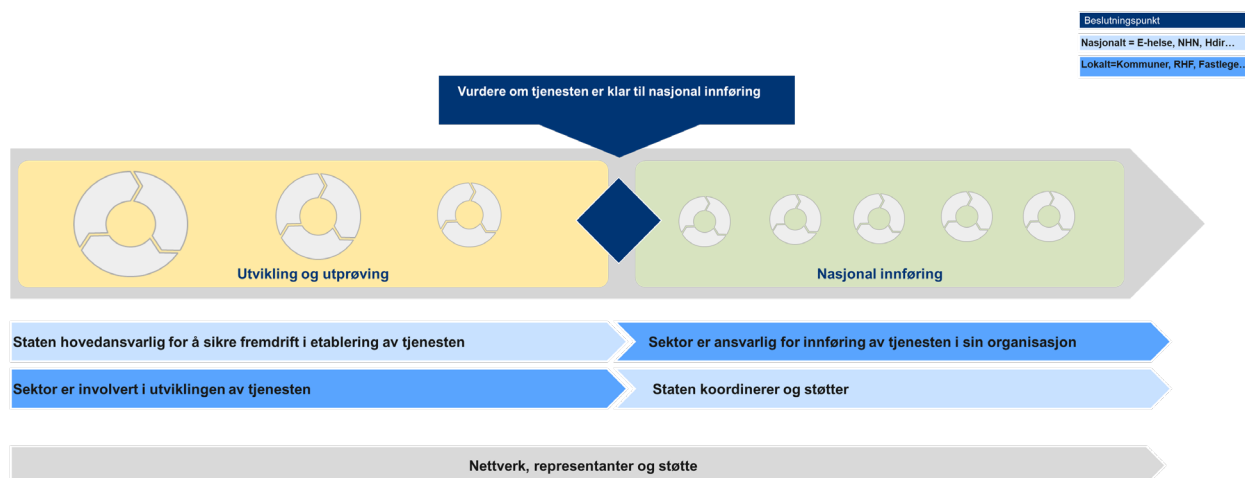 Beslutningspunkt
Nasjonalt = E-helse, NHN, Hdir...
Lokalt=Kommuner, RHF, Fastlege...
Vurdere om tjenesten er klar til nasjonal innføring
Utvikling og utprøving
Nasjonal innføring
Staten hovedansvarlig for å sikre fremdrift i etablering av tjenesten
Sektor er ansvarlig for innføring av tjenesten i sin organisasjon
Sektor er involvert i utviklingen av tjenesten
Staten koordinerer og støtter
Nettverk, representanter og støtte